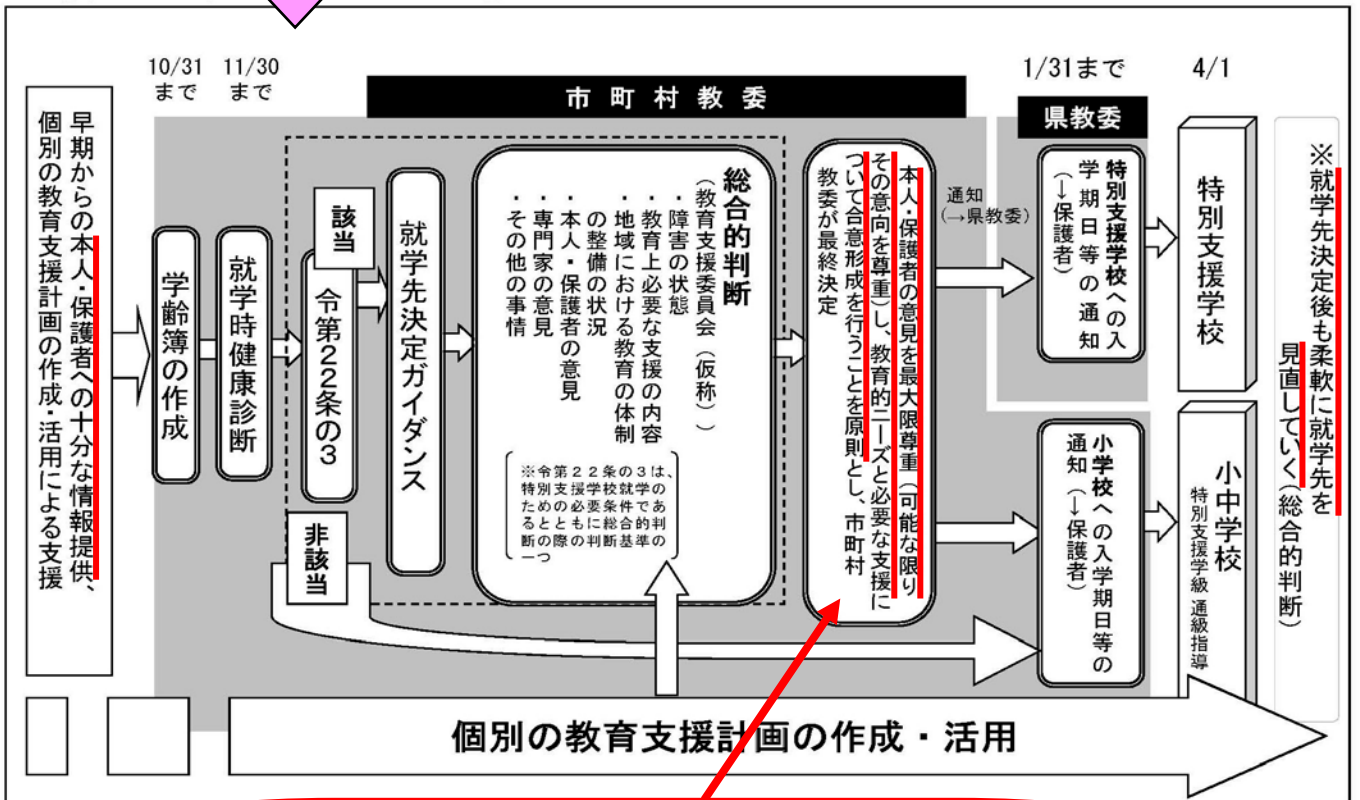 10/31
まで
11/30
まで
市町村教委
1/31まで
4/1
県教委
早期からの本人・保護者への十分な情報提供、
個別の教育支援計画の作成・活用による支援
学齢簿の作成
就学時健康診断
該当
令第22条の3
非該当
就学先決定ガイダンス
総合的判断
(教育支援委員会(仮称))
・障害の状態
・教育上必要な支援の内容
・地域における教育の体制
の整備の状況
・本人・保護者の意見
・専門家の意見
・その他の事情
※令第22条の3は、
特別支援学校就学の
ための必要条件であ
るとともに総合的判
断の際の判断基準の
一つ
本人・保護者の意見を最大限尊重(可能な限り
その意向を尊重)し、教育的ニーズと必要な支援に
ついて合意形成を行うことを原則とし、市町村
教委が最終決定
通知
(→県教委)
特別支援学校への入
学期日等の通知
(→保護者)
特別支援学校
小学校への入学期日等の
通知(→保護者)
小中学校
特別支援学級 通級指導
※就学先決定後も柔軟に就学先を
見直していく(総合的判断)
個別の教育支援計画の作成・活用